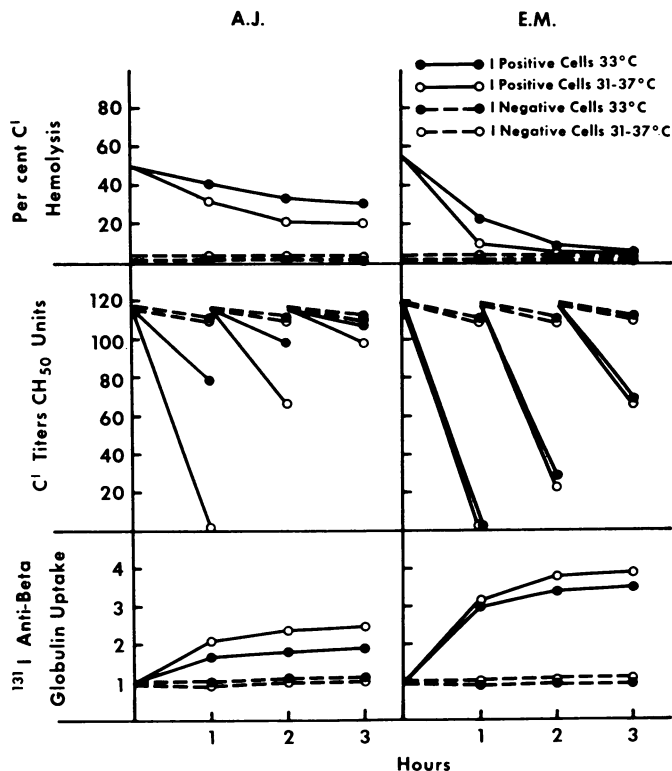 A.J.
E.M.
I Positive Cells 33°C
I Positive Cells 31-37°C
I Negative Cells 33°C
I Negative Cells 31-37°C
Per cent C'
Hemolysis
80
60
40
20
C' Titers CH50 Units
120
100
80
60
40
20
131I Anti-Beta
Globulin Uptake
4
3
2
1
1 2 3
1 2 3
Hours